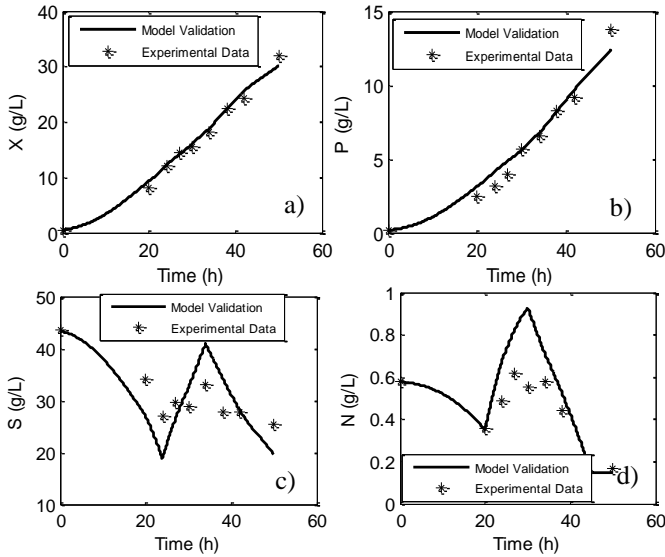 15
Model Validation
Experimental Data
10
5
0
P (g/L)
b)
0 20 40 60
Time (h)
40
Model Validation
Experimental Data
30
20
10
0
X (g/L)
a)
0 20 40 60
Time (h)
50
Model Validation
Experimental Data
40
30
20
10
S (g/L)
c)
0 20 40 60
Time (h)
1
0.8
0.6
0.4
0.2
0
N (g/L)
Model Validation
Experimental Data
d)
0 20 40 60
Time (h)